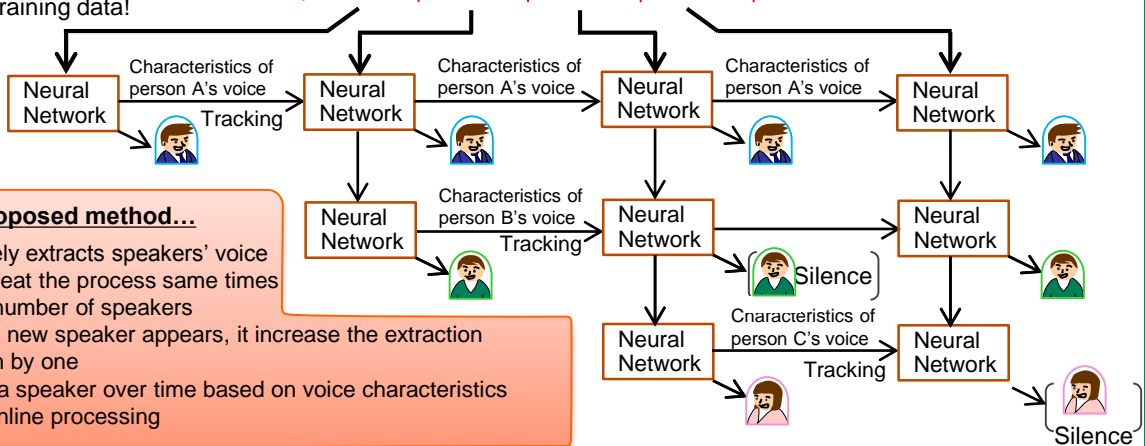 raining data!
Characteristics of
person A's voice
Characteristics of
person A's voice
Characteristics of
person A's voice
Neural
Network
Tracking
Neural
Network
Neural
Network
Neural
Network
oposed method…
ely extracts speakers' voice
eat the process same times
number of speakers
new speaker appears, it increase the extraction
n by one
a speaker over time based on voice characteristics
nline processing
Neural
Network
Characteristics of
person B's voice
Tracking
Neural
Network
Neural
Network
Silence
Neural
Network
Characteristics of
person C's voice
Tracking
Neural
Network
Silence